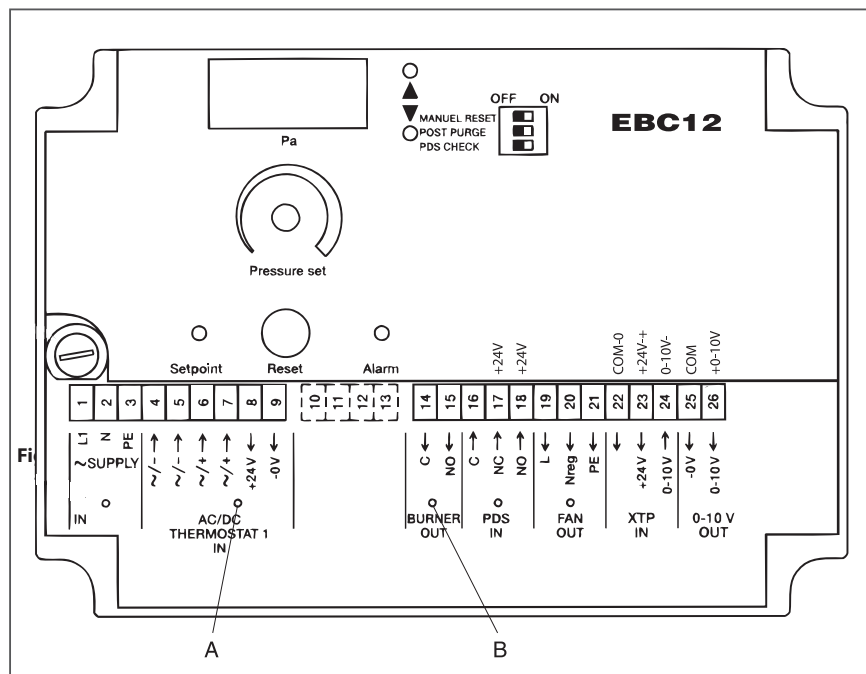 OFF ON
MANUEL RESET
POST PURGE
PDS CHECK
EBC12
Pa
Pressure set
Setpoint
Reset
Alarm
+24V
+24V
COM-0
+24V-+
0-10V-
COM
+0-10V
1 2 3 4 5 6 7 8 9 10 11 12 13 14 15 16 17 18 19 20 21 22 23 24 25 26
L1
N
PE
~/-
~/-
~/+
~/+
+24V
-0V
C
NO
C
NC
NO
L
Nreg
PE
+24V
0-10V
-0V
0-10V
Fi
~SUPPLY
IN
AC/DC
THERMOSTAT 1
IN
BURNER
OUT
PDS
IN
FAN
OUT
XTP
IN
0-10 V
OUT
A
B